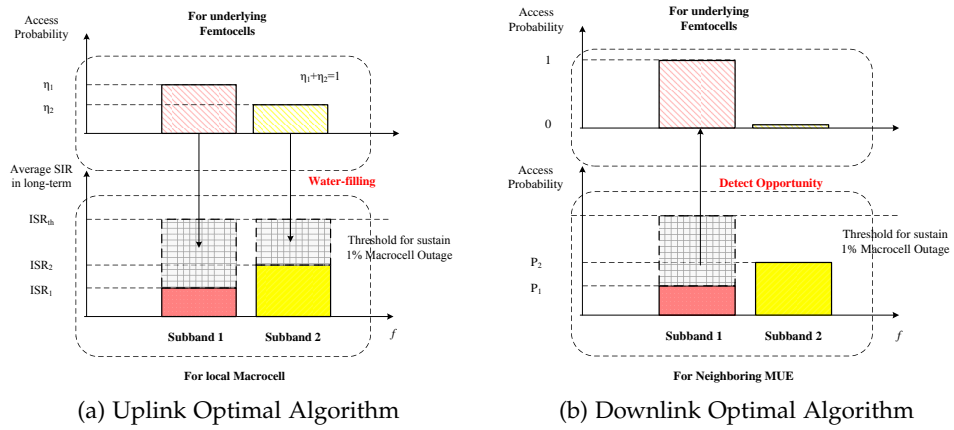 For underlying
Femtocells
Access
Probability
η1+η2=1
η1
η2
f
Average SIR
in long-term
Water-filling
ISRth
Threshold for sustain
1% Macrocell Outage
ISR2
ISR1
Subband 1
Subband 2
f
For local Macrocell
(a) Uplink Optimal Algorithm
For underlying
Femtocells
Access
Probability
1
0
f
Access
Probability
Detect Opportunity
Threshold for sustain
1% Macrocell Outage
P2
P1
Subband 1
Subband 2
f
For Neighboring MUE
(b) Downlink Optimal Algorithm